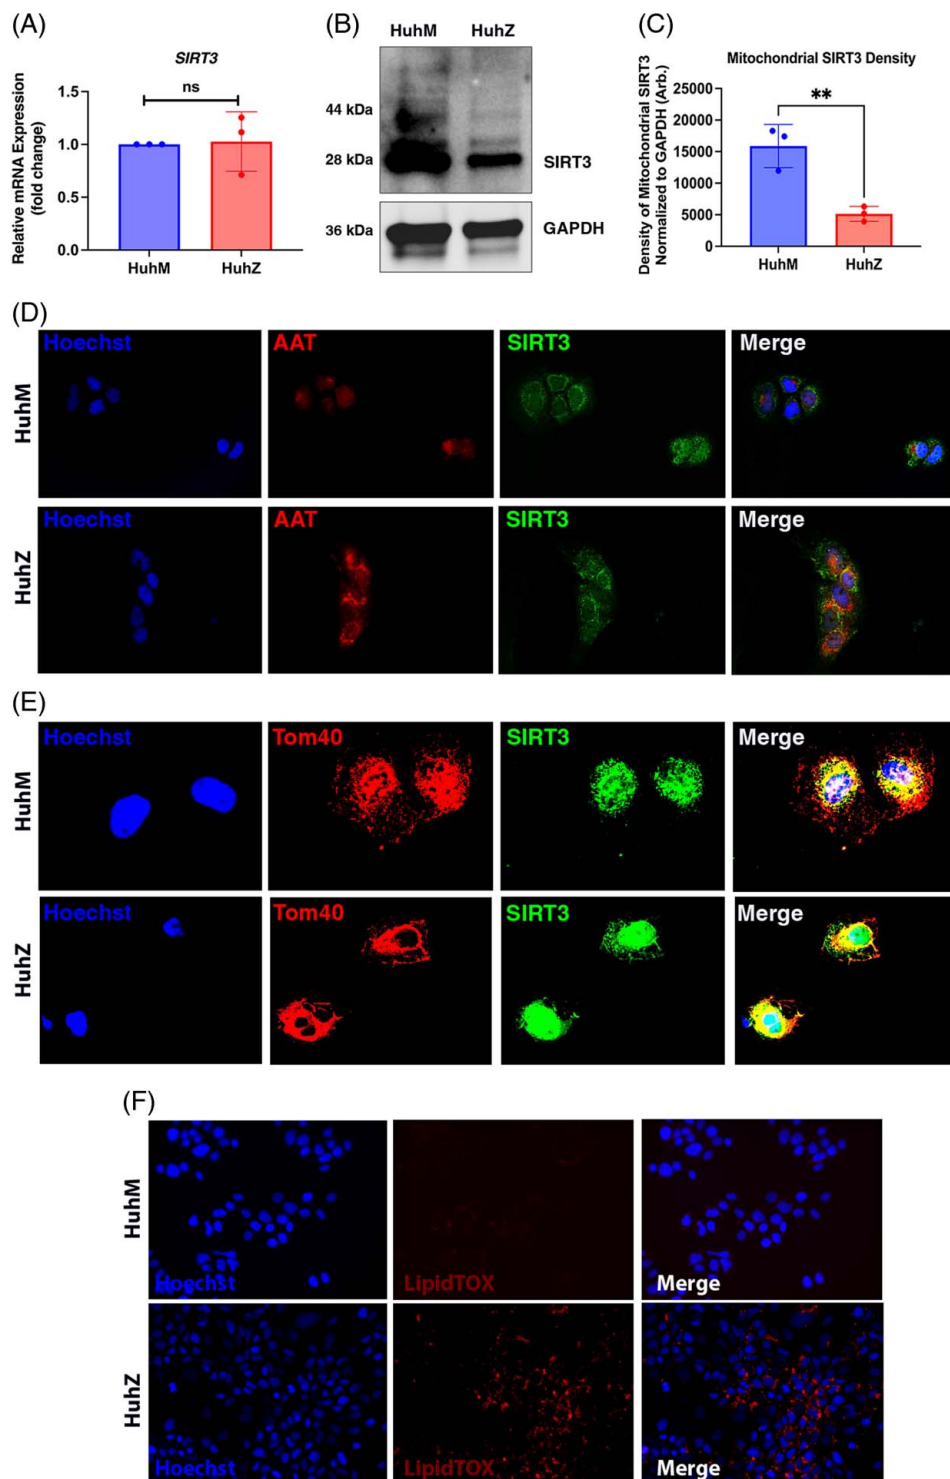 (A)
SIRT3
Relative mRNA Expression
(fold change)
1.5
1.0
0.5
0.0
ns
HuhM
HuhZ
(B)
HuhM
HuhZ
44 kDa
28 kDa
SIRT3
36 kDa
GAPDH
(C)
Mitochondrial SIRT3 Density
Density of Mitochondrial SIRT3
Normalized to GAPDH (Arb.)
25000
20000
15000
10000
5000
0
**
HuhM
HuhZ
(D)
HuhM
Hoechst
AAT
SIRT3
Merge
HuhZ
Hoechst
AAT
SIRT3
Merge
(E)
HuhM
Hoechst
Tom40
SIRT3
Merge
HuhZ
Hoechst
Tom40
SIRT3
Merge
(F)
HuhM
Hoechst
LipidTOX
Merge
HuhZ
Hoechst
LipidTOX
Merge